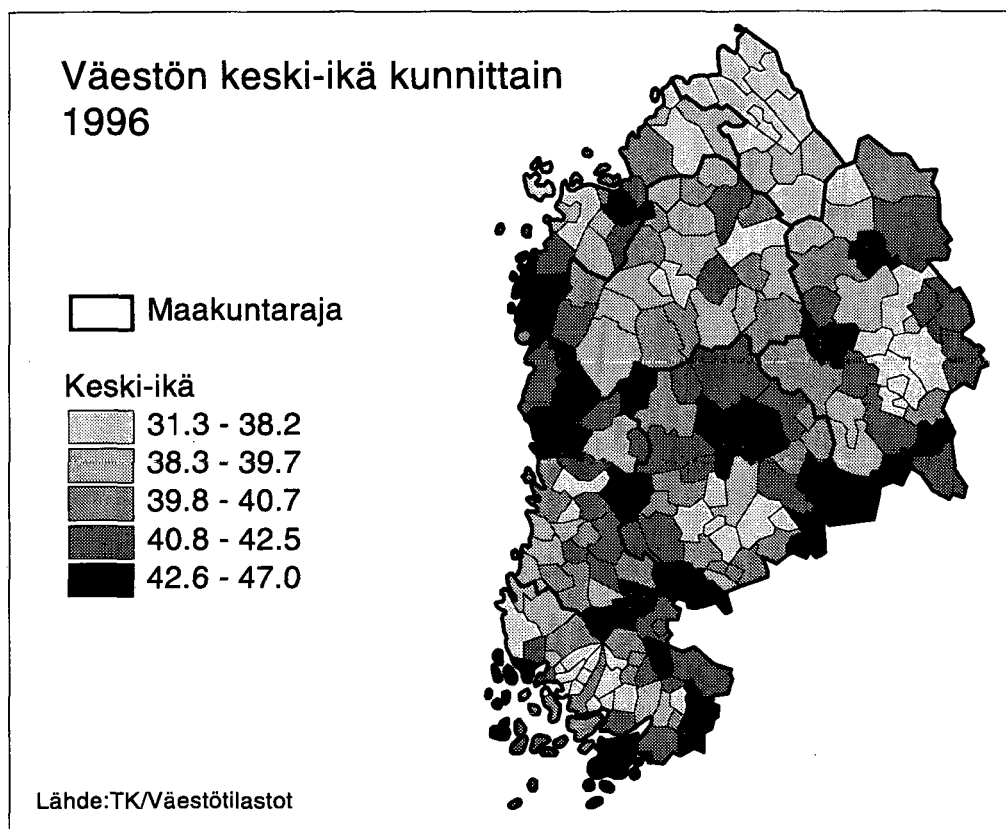 Väestön keski-ikä kunnittain
1996
Maakuntaraja
Keski-ikä
31.3 - 38.2
38.3 - 39.7
39.8 - 40.7
40.8 - 42.5
42.6 - 47.0
Lähde:TK/Väestötilastot